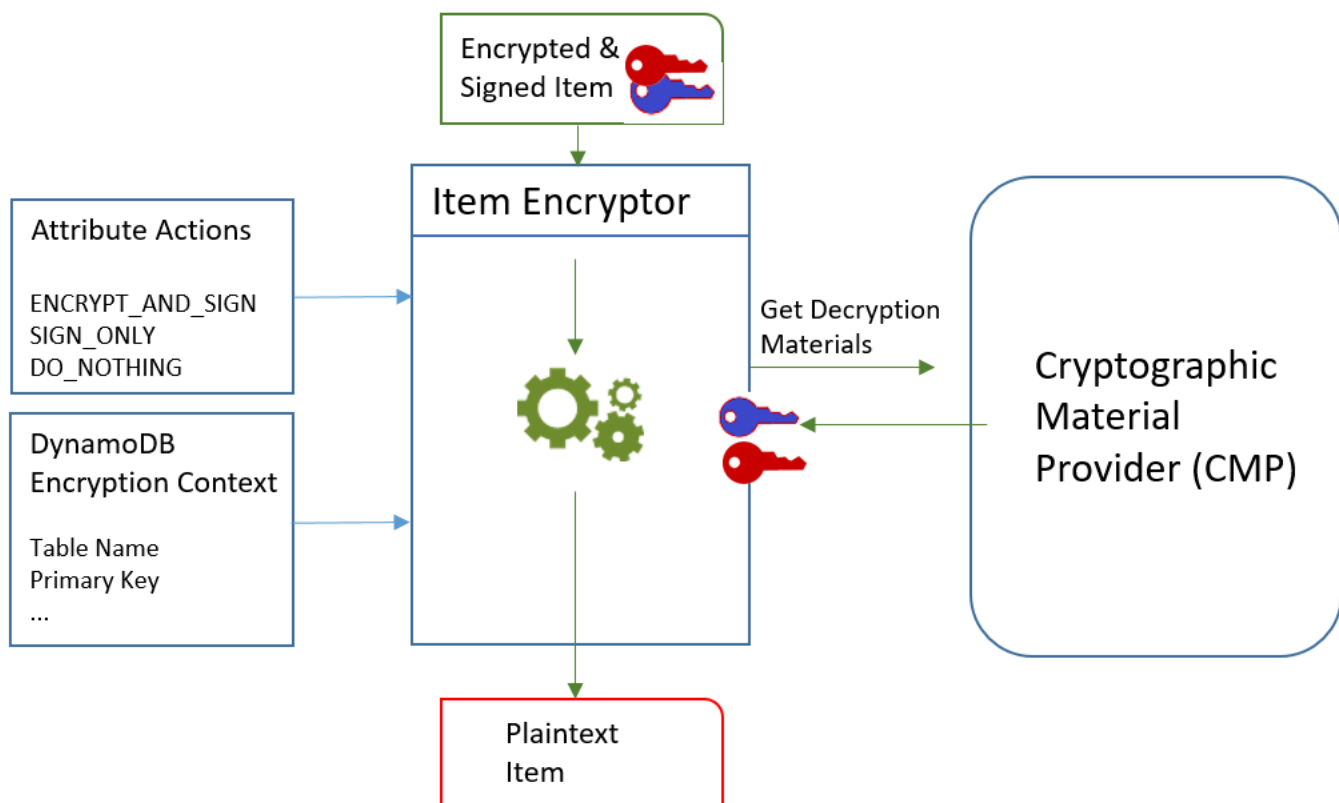 Encrypted &
Signed Item
Item Encryptor
Attribute Actions
ENCRYPT_AND_SIGN
SIGN_ONLY
DO_NOTHING
DynamoDB
Encryption Context
Table Name
Primary Key
...
Get Decryption
Materials
Cryptographic
Material
Provider (CMP)
Plaintext
Item